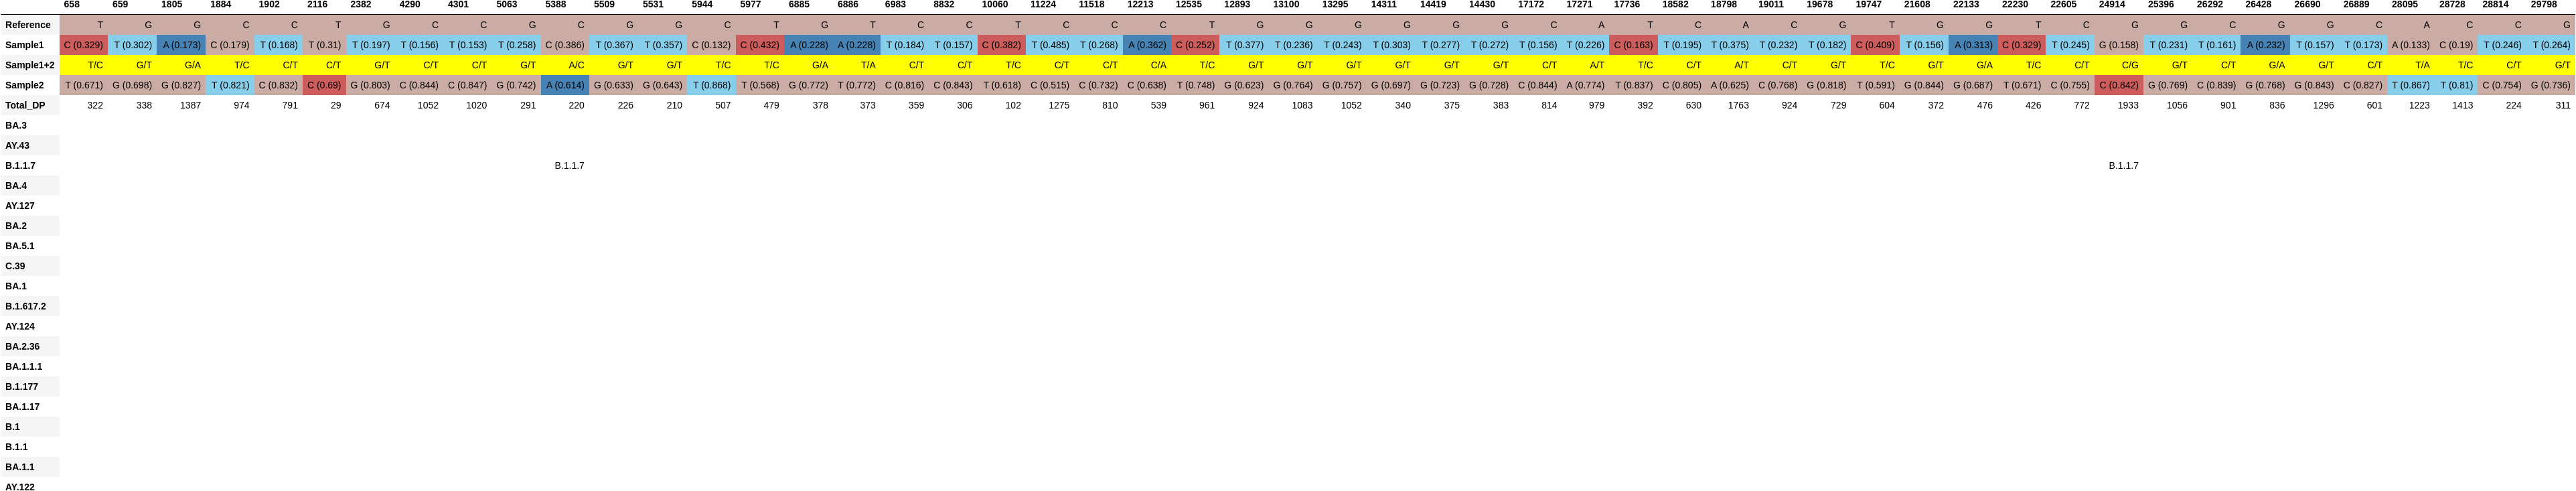 658 659 1805 1884 1902 2116 2382 4290 4301 5063 5388 5509 5531 5944 5977 6885 6886 6983 8832 10060 11224 11518 12213 12535 12893 13100 13295 14311 14419 14430 17172 17271 17736 18582 18798 19011 19678 19747 21608 22133 22230 22605 24914 25396 26292 26428 26690 26889 28095 28728 28814 29798
Reference T G G C C T G C C G C G G C T G T C C T C C C T G G G G G G C A T C A C G T G G T C G G C G G C A C C G
Sample1 C (0.329) T (0.302) A (0.173) C (0.179) T (0.168) T (0.31) T (0.197) T (0.156) T (0.153) T (0.258) C (0.386) T (0.367) T (0.357) C (0.132) C (0.432) A (0.228) A (0.228) T (0.184) T (0.157) C (0.382) T (0.485) T (0.268) A (0.362) C (0.252) T (0.377) T (0.236) T (0.243) T (0.303) T (0.277) T (0.272) T (0.156) T (0.226) C (0.163) T (0.195) T (0.375) T (0.232) T (0.182) C (0.409) T (0.156) A (0.313) C (0.329) T (0.245) G (0.158) T (0.231) T (0.161) A (0.232) T (0.157) T (0.173) A (0.133) C (0.19) T (0.246) T (0.264)
Sample1+2 T/C G/T G/A T/C C/T C/T G/T C/T C/T G/T A/C G/T G/T T/C T/C G/A T/A C/T C/T T/C C/T C/T C/A T/C G/T G/T G/T G/T G/T G/T C/T A/T T/C C/T A/T C/T G/T T/C G/T G/A T/C C/T C/G G/T C/T G/A G/T C/T T/A T/C C/T G/T
Sample2 T (0.671) G (0.698) G (0.827) T (0.821) C (0.832) C (0.69) G (0.803) C (0.844) C (0.847) G (0.742) A (0.614) G (0.633) G (0.643) T (0.868) T (0.568) G (0.772) T (0.772) C (0.816) C (0.843) T (0.618) C (0.515) C (0.732) C (0.638) T (0.748) G (0.623) G (0.764) G (0.757) G (0.697) G (0.723) G (0.728) C (0.844) A (0.774) T (0.837) C (0.805) A (0.625) C (0.768) G (0.818) T (0.591) G (0.844) G (0.687) T (0.671) C (0.755) C (0.842) G (0.769) C (0.839) G (0.768) G (0.843) C (0.827) T (0.867) T (0.81) C (0.754) G (0.736)
Total_DP 322 338 1387 974 791 29 674 1052 1020 291 220 226 210 507 479 378 373 359 306 102 1275 810 539 961 924 1083 1052 340 375 383 814 979 392 630 1763 924 729 604 372 476 426 772 1933 1056 901 836 1296 601 1223 1413 224 311
BA.3
AY.43
B.1.1.7 B.1.1.7 B.1.1.7
BA.4
AY.127
BA.2
BA.5.1
C.39
BA.1
B.1.617.2
AY.124
BA.2.36
BA.1.1.1
B.1.177
BA.1.17
B.1
B.1.1
BA.1.1
AY.122